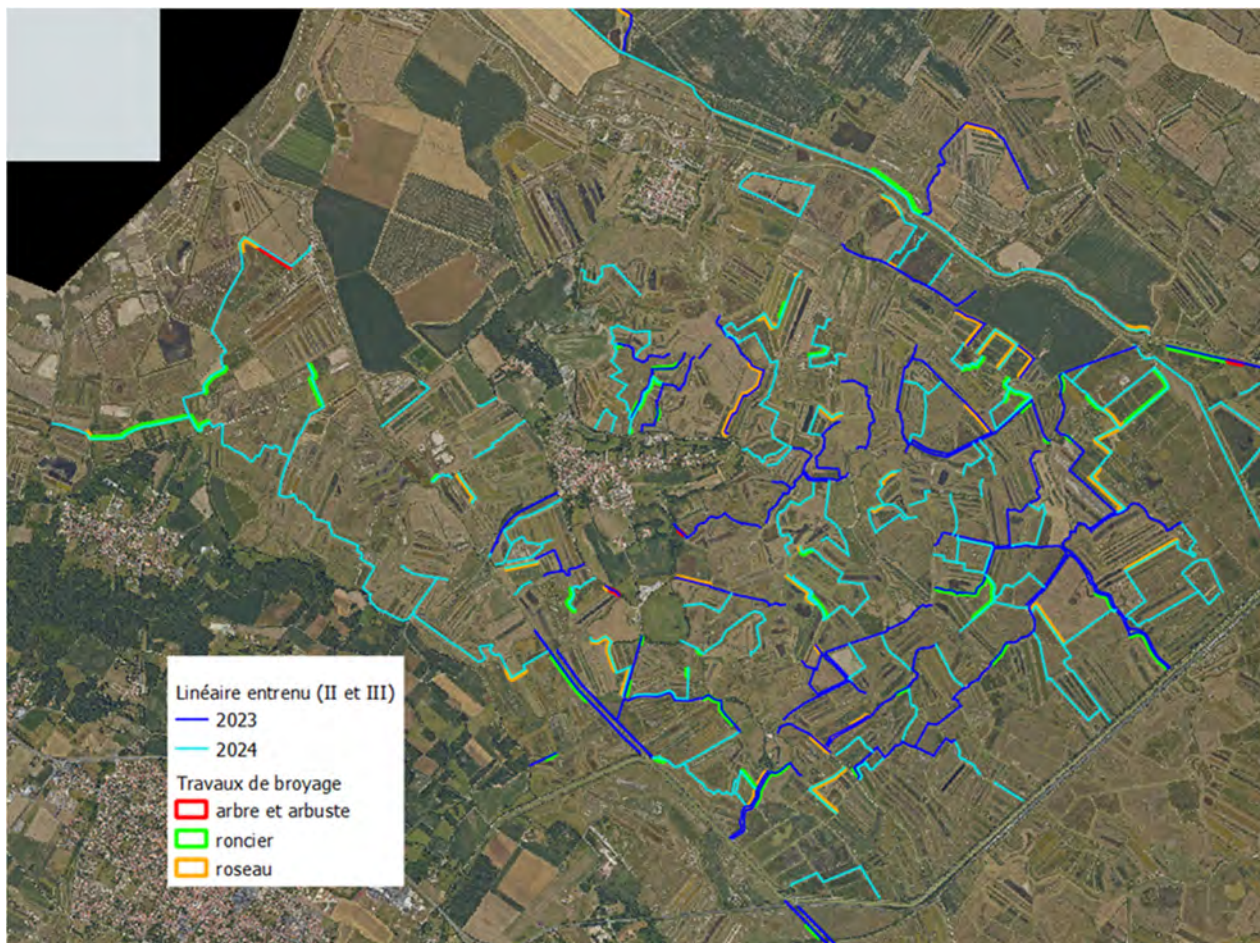 Linéaire entrenu (II et III)
2023
2024
Travaux de broyage
arbre et arbuste
roncier
roseau